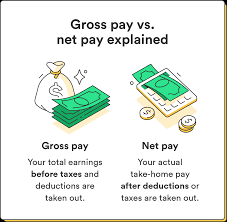 Gross pay vs.
net pay explained
Gross pay
Your total earnings
before taxes and
deductions are
taken out.
Net pay
Your actual
take-home pay
after deductions or
taxes are taken out.